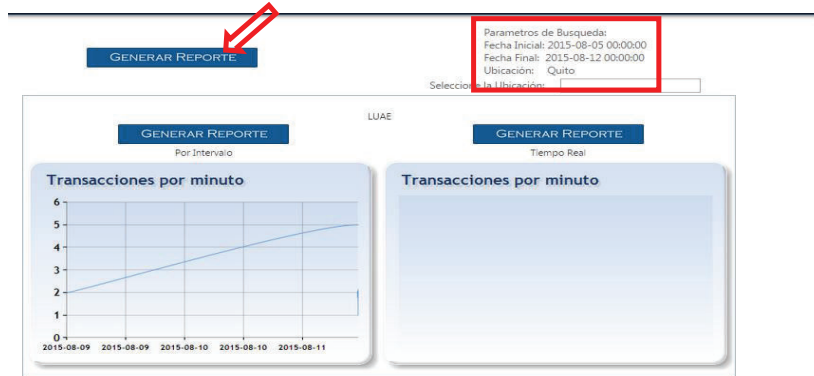 GENERAR REPORTE
Parametros de Busqueda:
Fecha Inicial: 2015-08-05 00:00:00
Fecha Final: 2015-08-12 00:00:00
Ubicación: Quito
Seleccione la Ubicación:
LUAE
GENERAR REPORTE
Por Intervalo
GENERAR REPORTE
Tiempo Real
Transacciones por minuto
6
5
4
3
2
1
0
2015-08-09 2015-08-09 2015-08-10 2015-08-10 2015-08-11
Transacciones por minuto